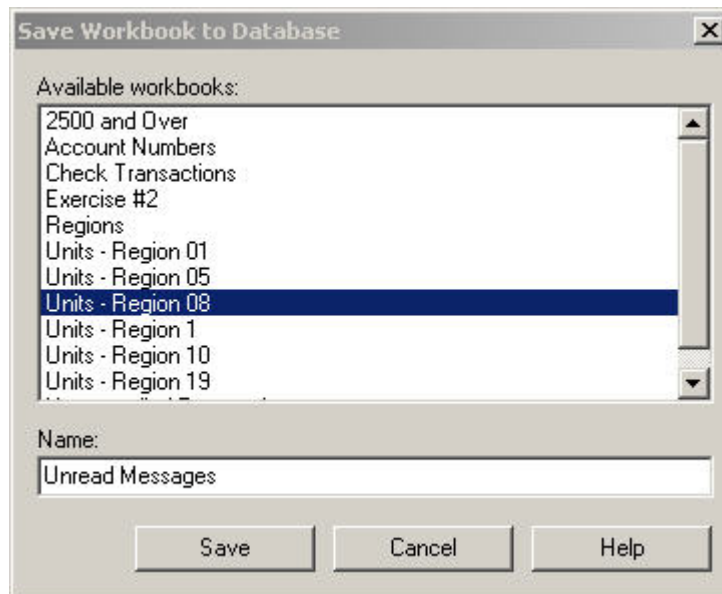 Save Workbook to Database
Available workbooks:
2500 and Over
Account Numbers
Check Transactions
Exercise #2
Regions
Units - Region 01
Units - Region 05
Units - Region 08
Units - Region 1
Units - Region 10
Units - Region 19
Name:
Unread Messages
Save Cancel Help